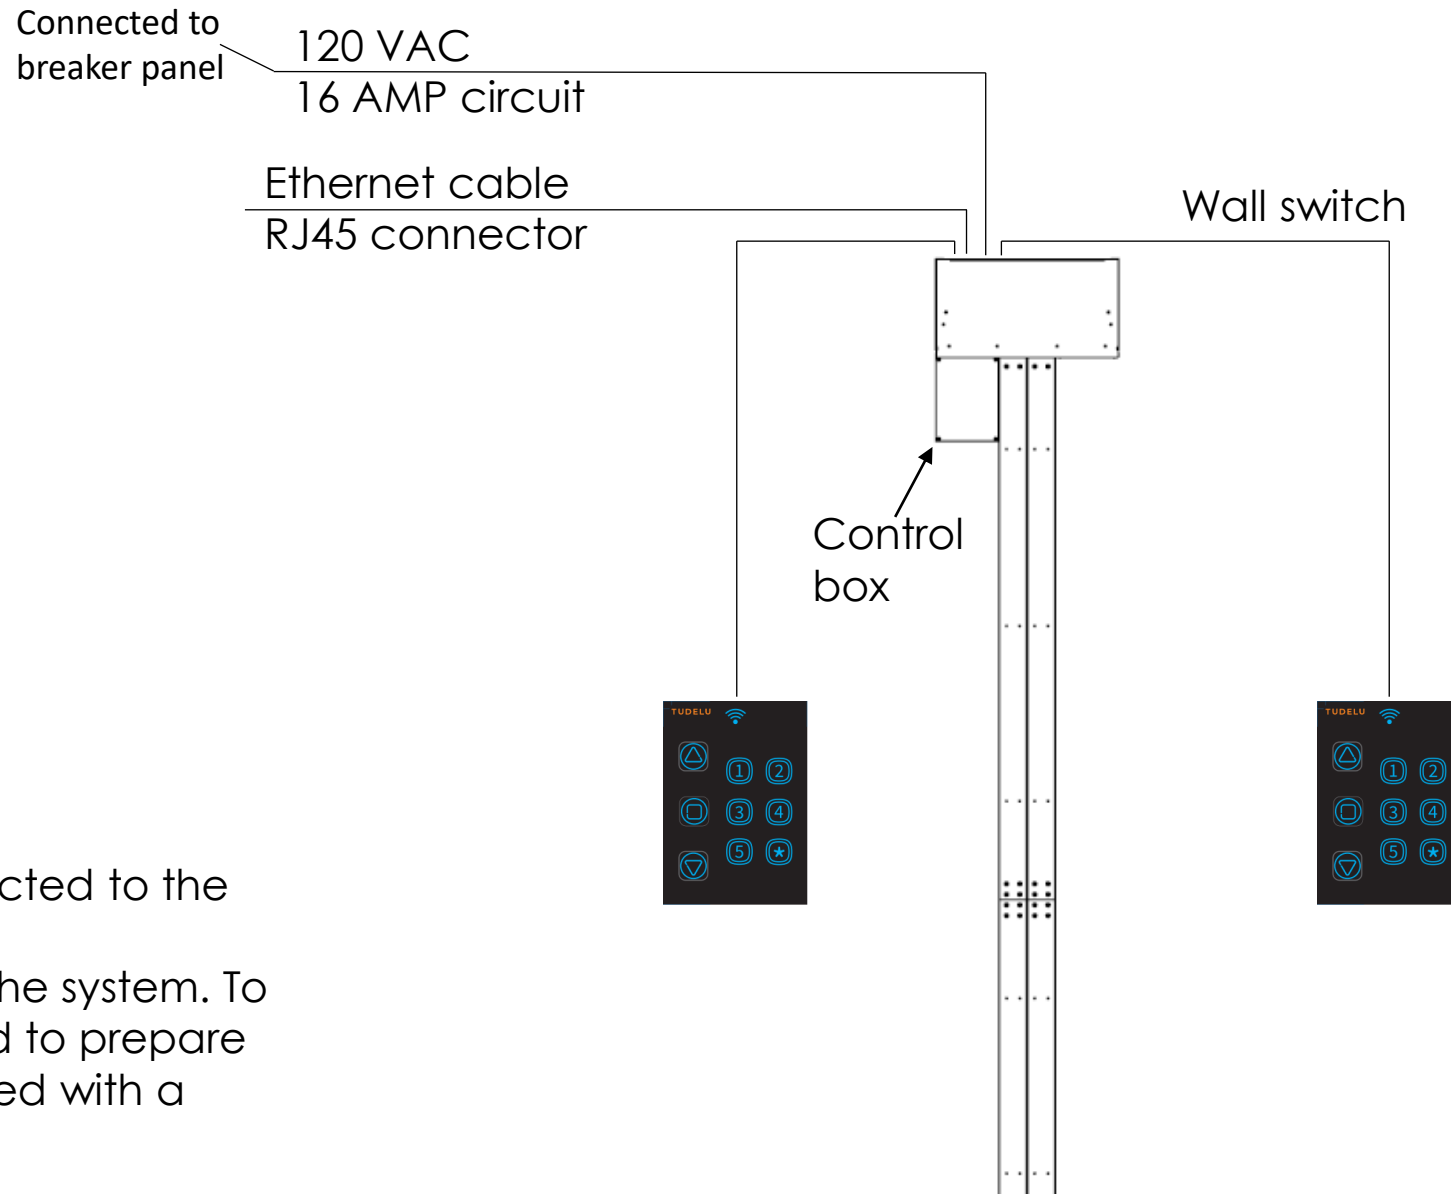 Connected to
breaker panel
120 VAC
16 AMP circuit
Ethernet cable
RJ45 connector
Wall switch
Control
box
TUDELU
1 2
3 4
5 *
TUDELU
1 2
3 4
5 *
cted to the
he system. To
d to prepare
ed with a